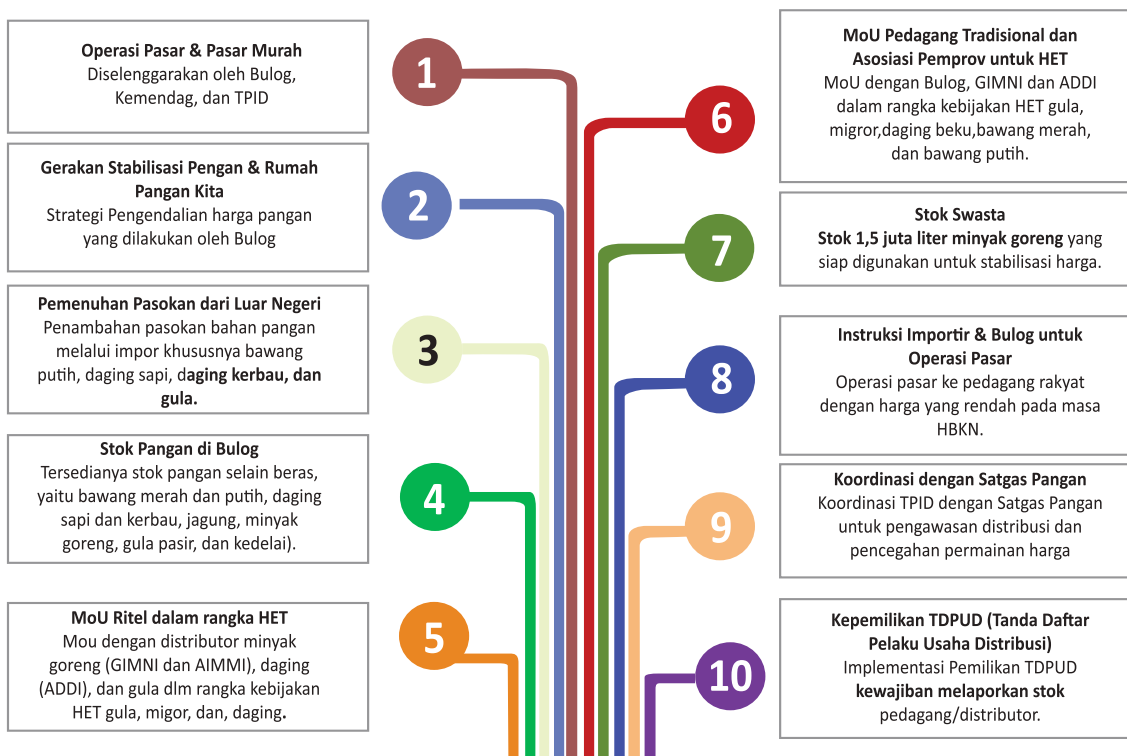 1
Operasi Pasar & Pasar Murah
Diselenggarakan oleh Bulog,
Kemendag, dan TPID
2
Gerakan Stabilisasi Pengan & Rumah
Pangan Kita
Strategi Pengendalian harga pangan
yang dilakukan oleh Bulog
3
Pemenuhan Pasokan dari Luar Negeri
Penambahan pasokan bahan pangan
melalui impor khususnya bawang
putih, daging sapi, daging kerbau, dan
gula.
4
Stok Pangan di Bulog
Tersedianya stok pangan selain beras,
yaitu bawang merah dan putih, daging
sapi dan kerbau, jagung, minyak
goreng, gula pasir, dan kedelai).
5
MoU Ritel dalam rangka HET
Mou dengan distributor minyak
goreng (GIMNI dan AIMMI), daging
(ADDI), dan gula dlm rangka kebijakan
HET gula, migor, dan, daging.
6
MoU Pedagang Tradisional dan
Asosiasi Pemprov untuk HET
MoU dengan Bulog, GIMNI dan ADDI
dalam rangka kebijakan HET gula,
migror,daging beku,bawang merah,
dan bawang putih.
7
Stok Swasta
Stok 1,5 juta liter minyak goreng yang
siap digunakan untuk stabilisasi harga.
8
Instruksi Importir & Bulog untuk
Operasi Pasar
Operasi pasar ke pedagang rakyat
dengan harga yang rendah pada masa
HBKN.
9
Koordinasi dengan Satgas Pangan
Koordinasi TPID dengan Satgas Pangan
untuk pengawasan distribusi dan
pencegahan permainan harga
10
Kepemilikan TDPUD (Tanda Daftar
Pelaku Usaha Distribusi)
Implementasi Pemilikan TDPUD
kewajiban melaporkan stok
pedagang/distributor.